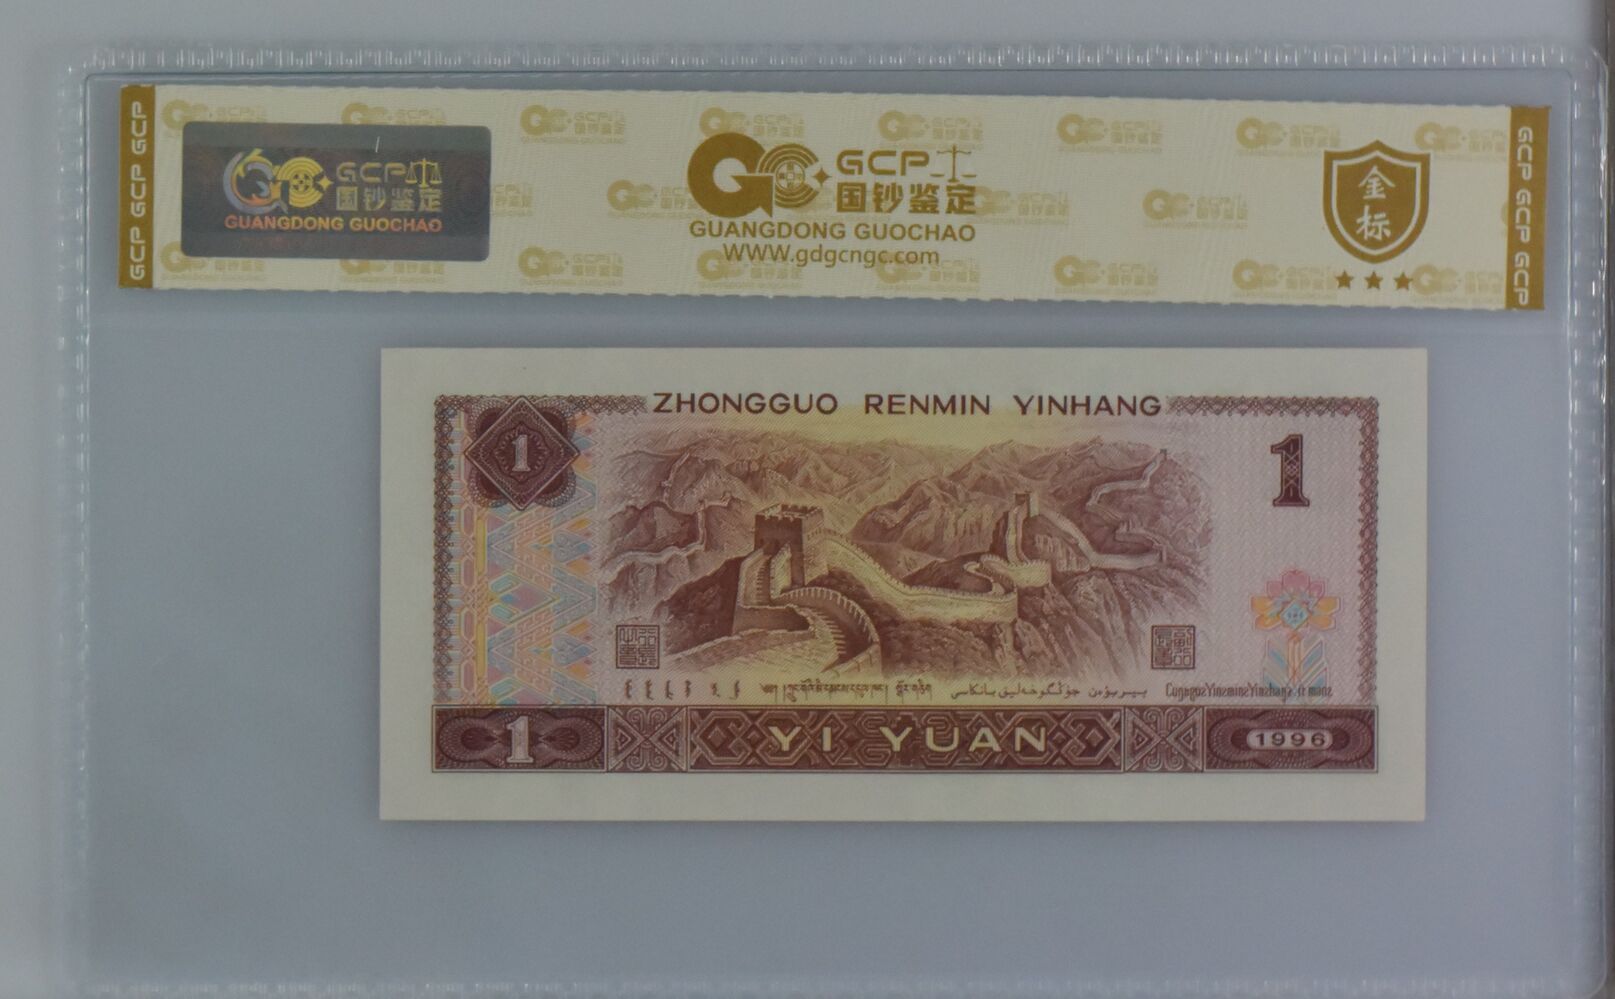 GCP GCP GCP
GCP
国钞鉴定
GUANGDONG GUOCHAO
GCP
国钞鉴定
GUANGDONG GUOCHAO
WWW.gdgcngc.com
金标
GCP GCP GCP
ZHONGGUO RENMIN YINHANG
1
1
YI YUAN
1
1996